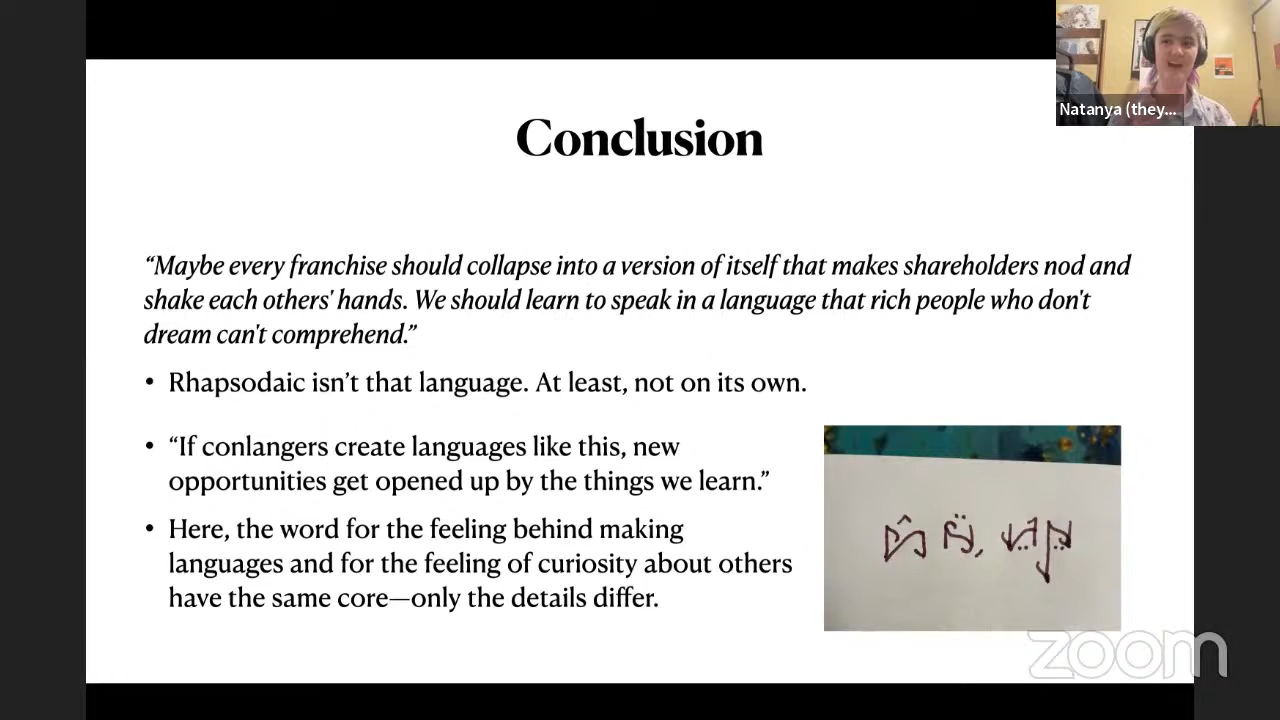 Natanya (they...
Conclusion
“Maybe every franchise should collapse into a version of itself that makes shareholders nod and
shake each others' hands. We should learn to speak in a language that rich people who don't
dream can't comprehend.”
• Rhapsodaic isn’t that language. At least, not on its own.
• “If conlangers create languages like this, new
opportunities get opened up by the things we learn.”
• Here, the word for the feeling behind making
languages and for the feeling of curiosity about others
have the same core—only the details differ.
zoom